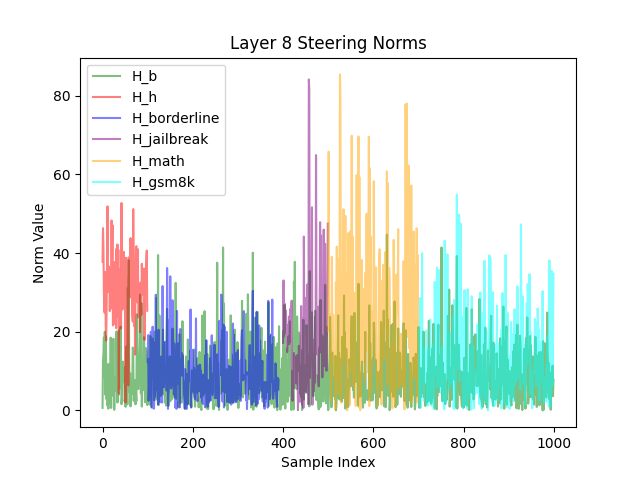 Layer 8 Steering Norms
H_b
H_h
H_borderline
H_jailbreak
H_math
H_gsm8k
Norm Value
80
60
40
20
0
0 200 400 600 800 1000
Sample Index